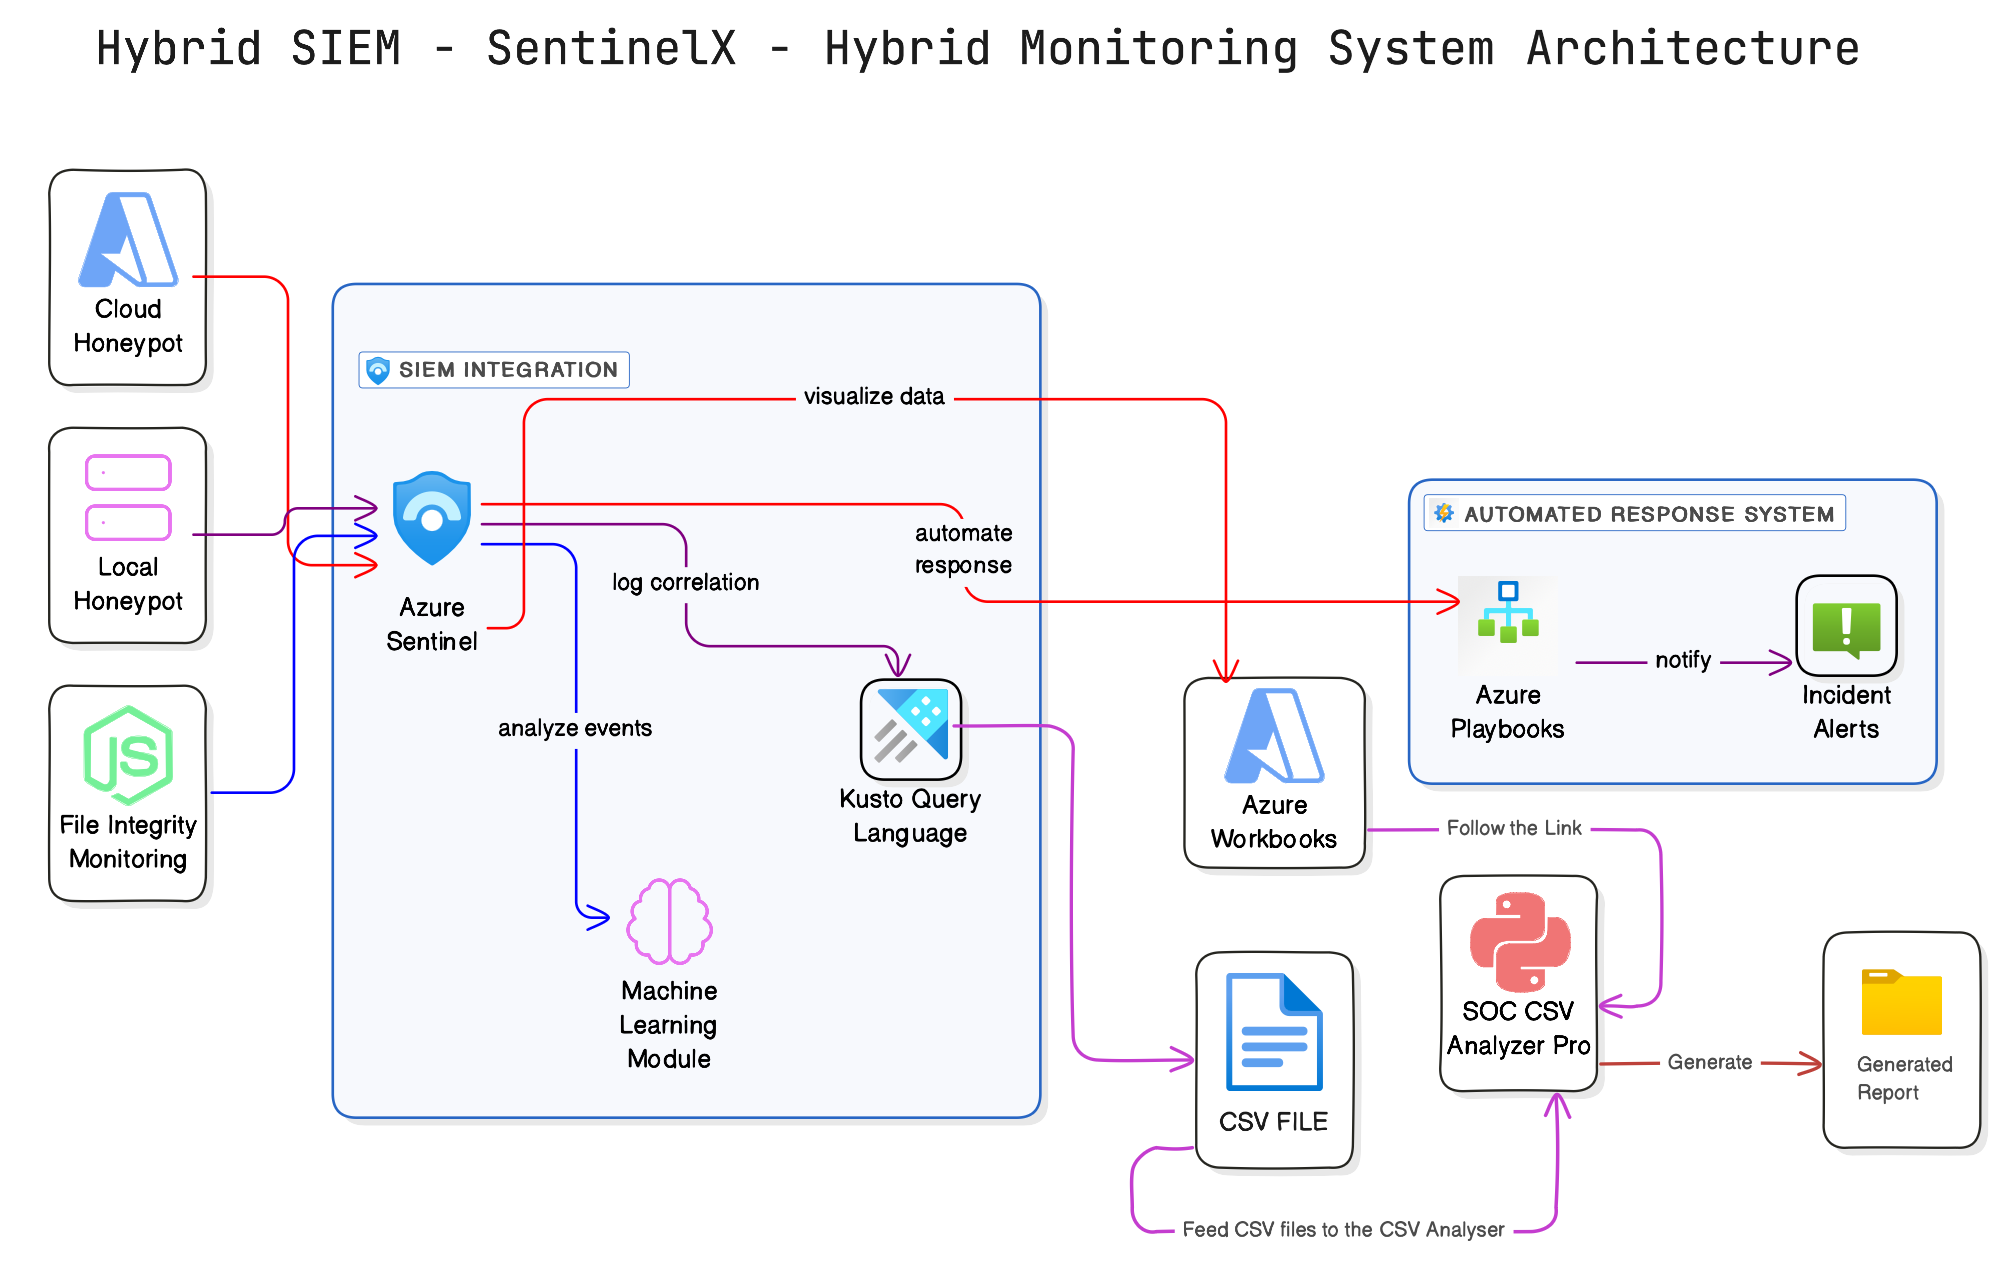 Hybrid SIEM - SentinelX - Hybrid Monitoring System Architecture
Cloud
Honeypot
SIEM INTEGRATION
visualize data
Local
Honeypot
Azure
Sentinel
automate
response
log correlation
AUTOMATED RESPONSE SYSTEM
Azure
Playbooks
notify
Incident
Alerts
JS
File Integrity
Monitoring
analyze events
Kusto Query
Language
Azure
Workbooks
Follow the Link
Machine
Learning
Module
CSV FILE
SOC CSV
Analyzer Pro
Generate
Generated
Report
Feed CSV files to the CSV Analyser